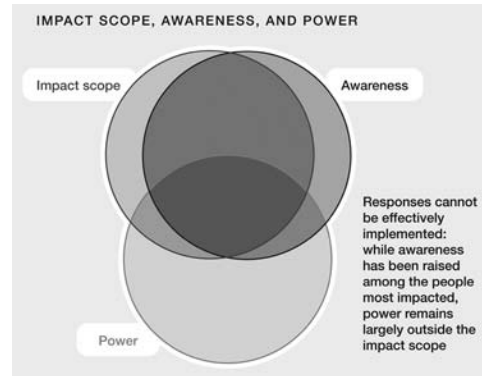 IMPACT SCOPE, AWARENESS, AND POWER
Impact scope
Awareness
Responses cannot
be effectively
implemented:
while awareness
has been raised
among the people
most impacted,
power remains
largely outside the
impact scope
Power